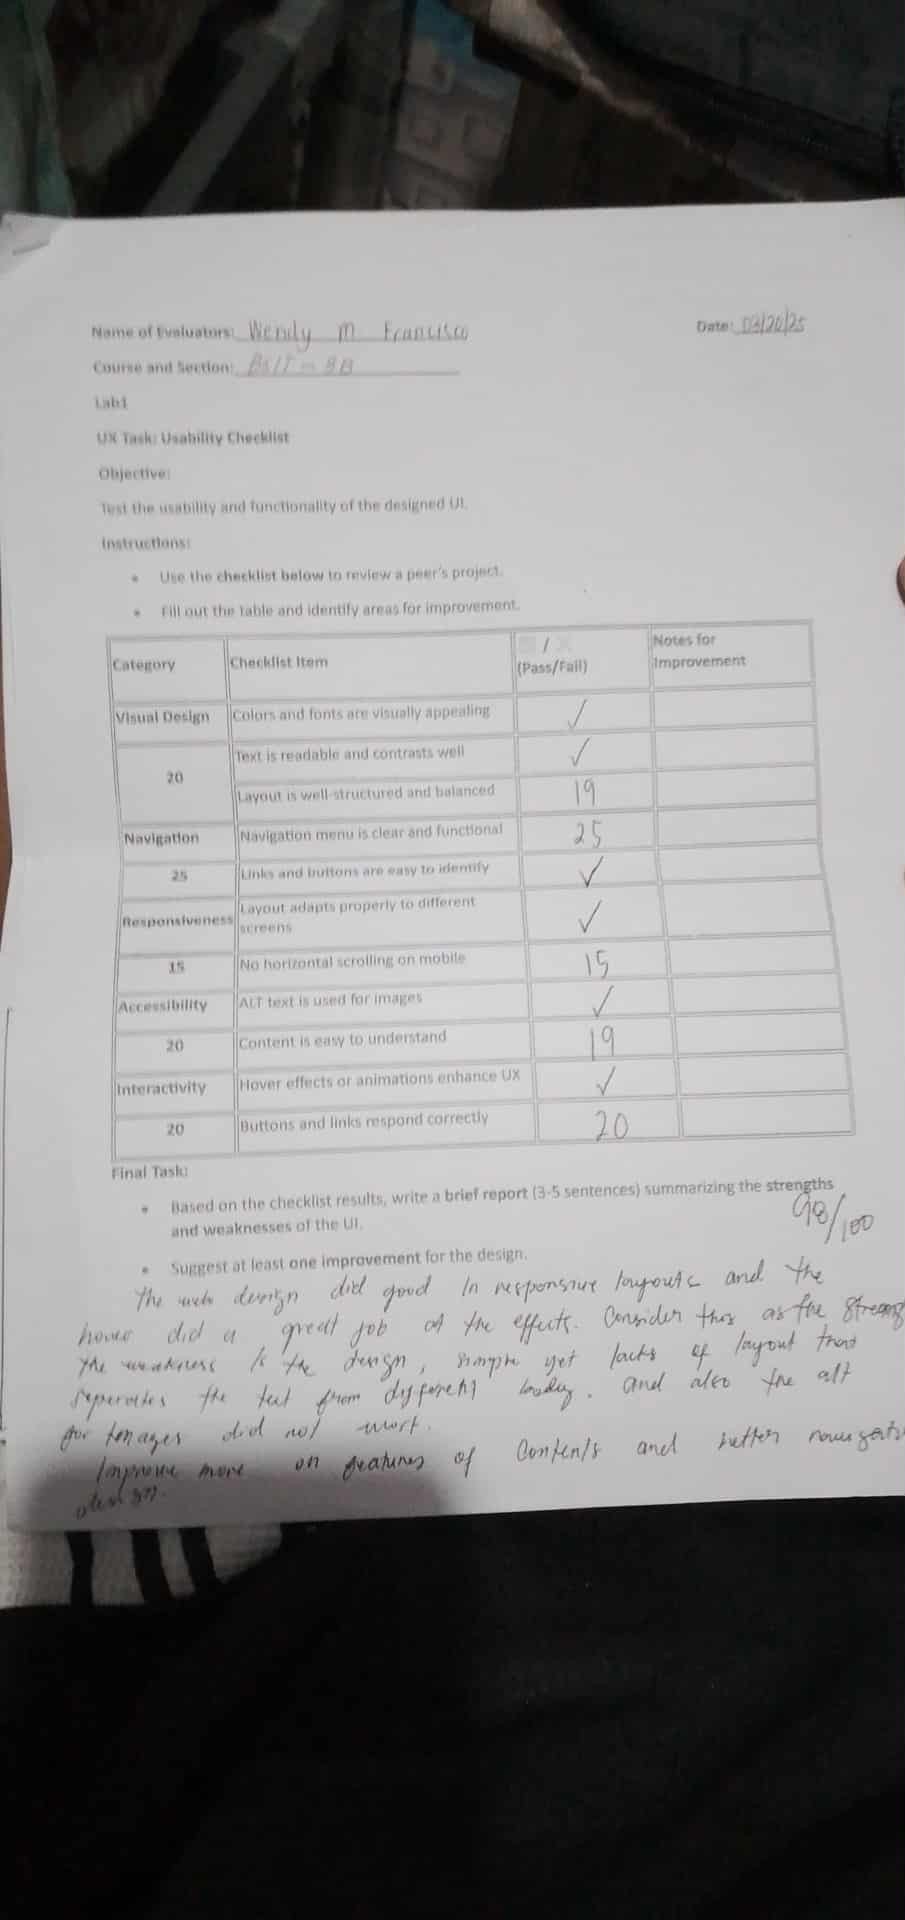 Name of Evaluators: Wendy M Francisco
Date: 03/20/25
Course and Section: BSIT - 3B
Lab1
UX Task: Usability Checklist
Objective:
Test the usability and functionality of the designed UI.
Instructions:
• Use the checklist below to review a peer's project.
• Fill out the table and identify areas for improvement.
Category Checklist Item / (Pass/Fail) Notes for Improvement
Visual Design Colors and fonts are visually appealing ✓
20 Text is readable and contrasts well ✓
Layout is well-structured and balanced 19
Navigation Navigation menu is clear and functional 25
25 Links and buttons are easy to identify ✓
Responsiveness Layout adapts properly to different screens ✓
15 No horizontal scrolling on mobile 15
Accessibility ALT text is used for images ✓
20 Content is easy to understand 19
Interactivity Hover effects or animations enhance UX ✓
20 Buttons and links respond correctly 20
Final Task:
• Based on the checklist results, write a brief report (3-5 sentences) summarizing the strengths
and weaknesses of the UI.
98/100
• Suggest at least one improvement for the design.
The web design did good in responsive layouts and the
hover did a great job of the effects. Consider this as the
The weakness is the design, simple yet lacks of layout that
the text from and also the alt
for did not
Improve more on features of Contents and better
design.